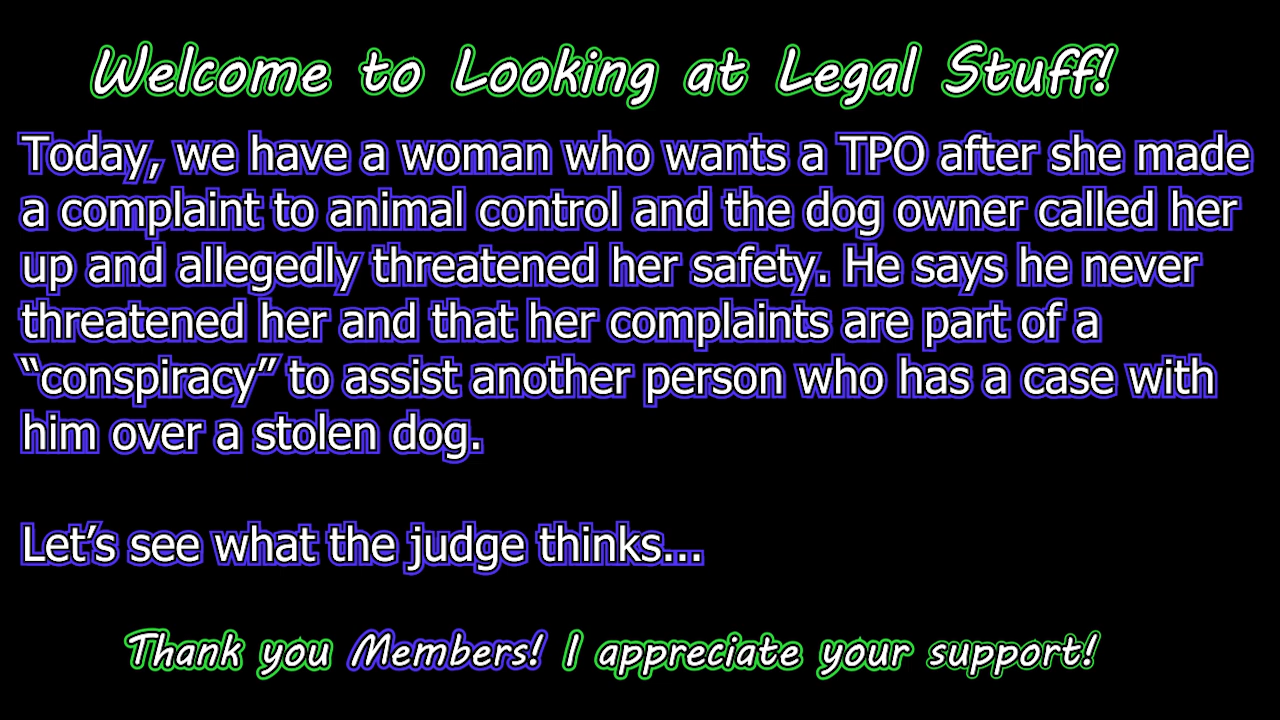 Welcome to Looking at Legal Stuff!
Today, we have a woman who wants a TPO after she made
a complaint to animal control and the dog owner called her
up and allegedly threatened her safety. He says he never
threatened her and that her complaints are part of a
“conspiracy” to assist another person who has a case with
him over a stolen dog.
Let’s see what the judge thinks...
Thank you Members! I appreciate your support!